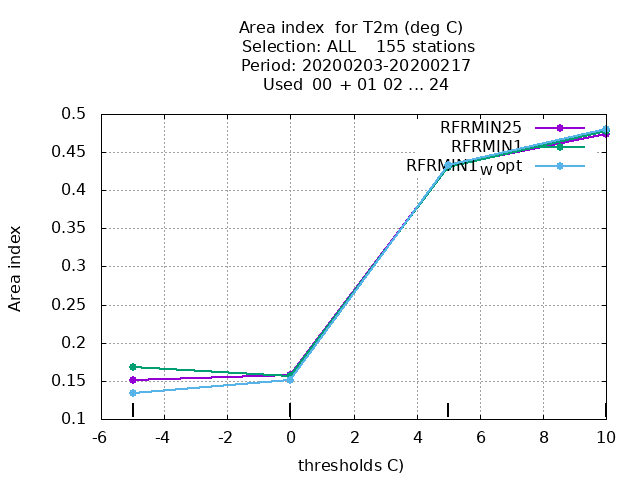 Area index  for T2m (deg C)
Selection: ALL    155 stations
Period: 20200203-20200217
Used  00 + 01 02 ... 24
RFRMIN25
RFRMIN1
RFRMIN1W opt
0.5
0.45
0.4
0.35
0.3
0.25
0.2
0.15
0.1
Area index
-6 -4 -2 0 2 4 6 8 10
thresholds C)